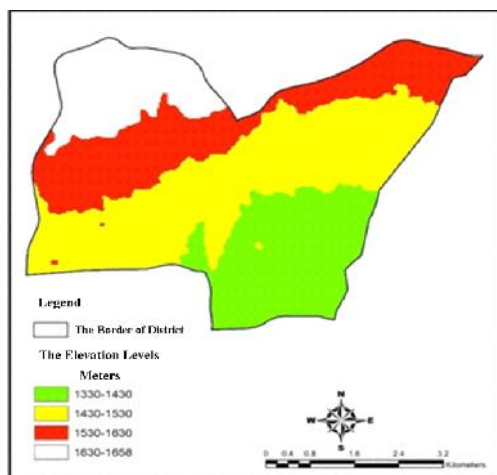 Legend
The Border of District
The Elevation Levels
Meters
1330-1430
1430-1530
1530-1630
1630-1658
N
W E
S
0 0.4 0.8 1.6 2.4 3.2
Kilometers